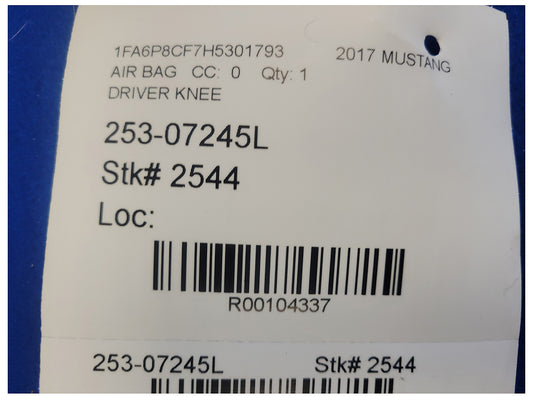 1FA6P8CF7H5301793 2017 MUSTANG
AIR BAG CC: 0 Qty: 1
DRIVER KNEE
253-07245L
Stk# 2544
Loc:
R00104337
253-07245L Stk# 2544